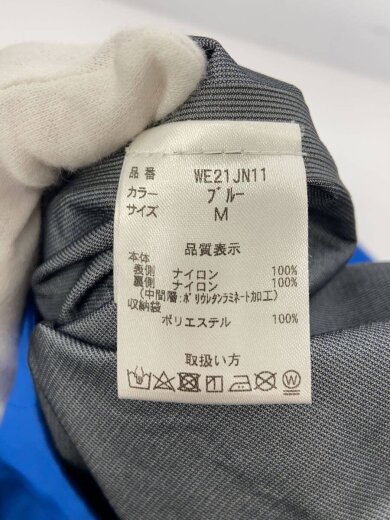 品番 WE21JN11
カラー ブルー
サイズ M
品質表示
本体
表側 ナイロン 100%
裏側 ナイロン 100%
(中間層:ポリウレタンラミネート加工)
収納袋
ポリエステル 100%
取扱い方